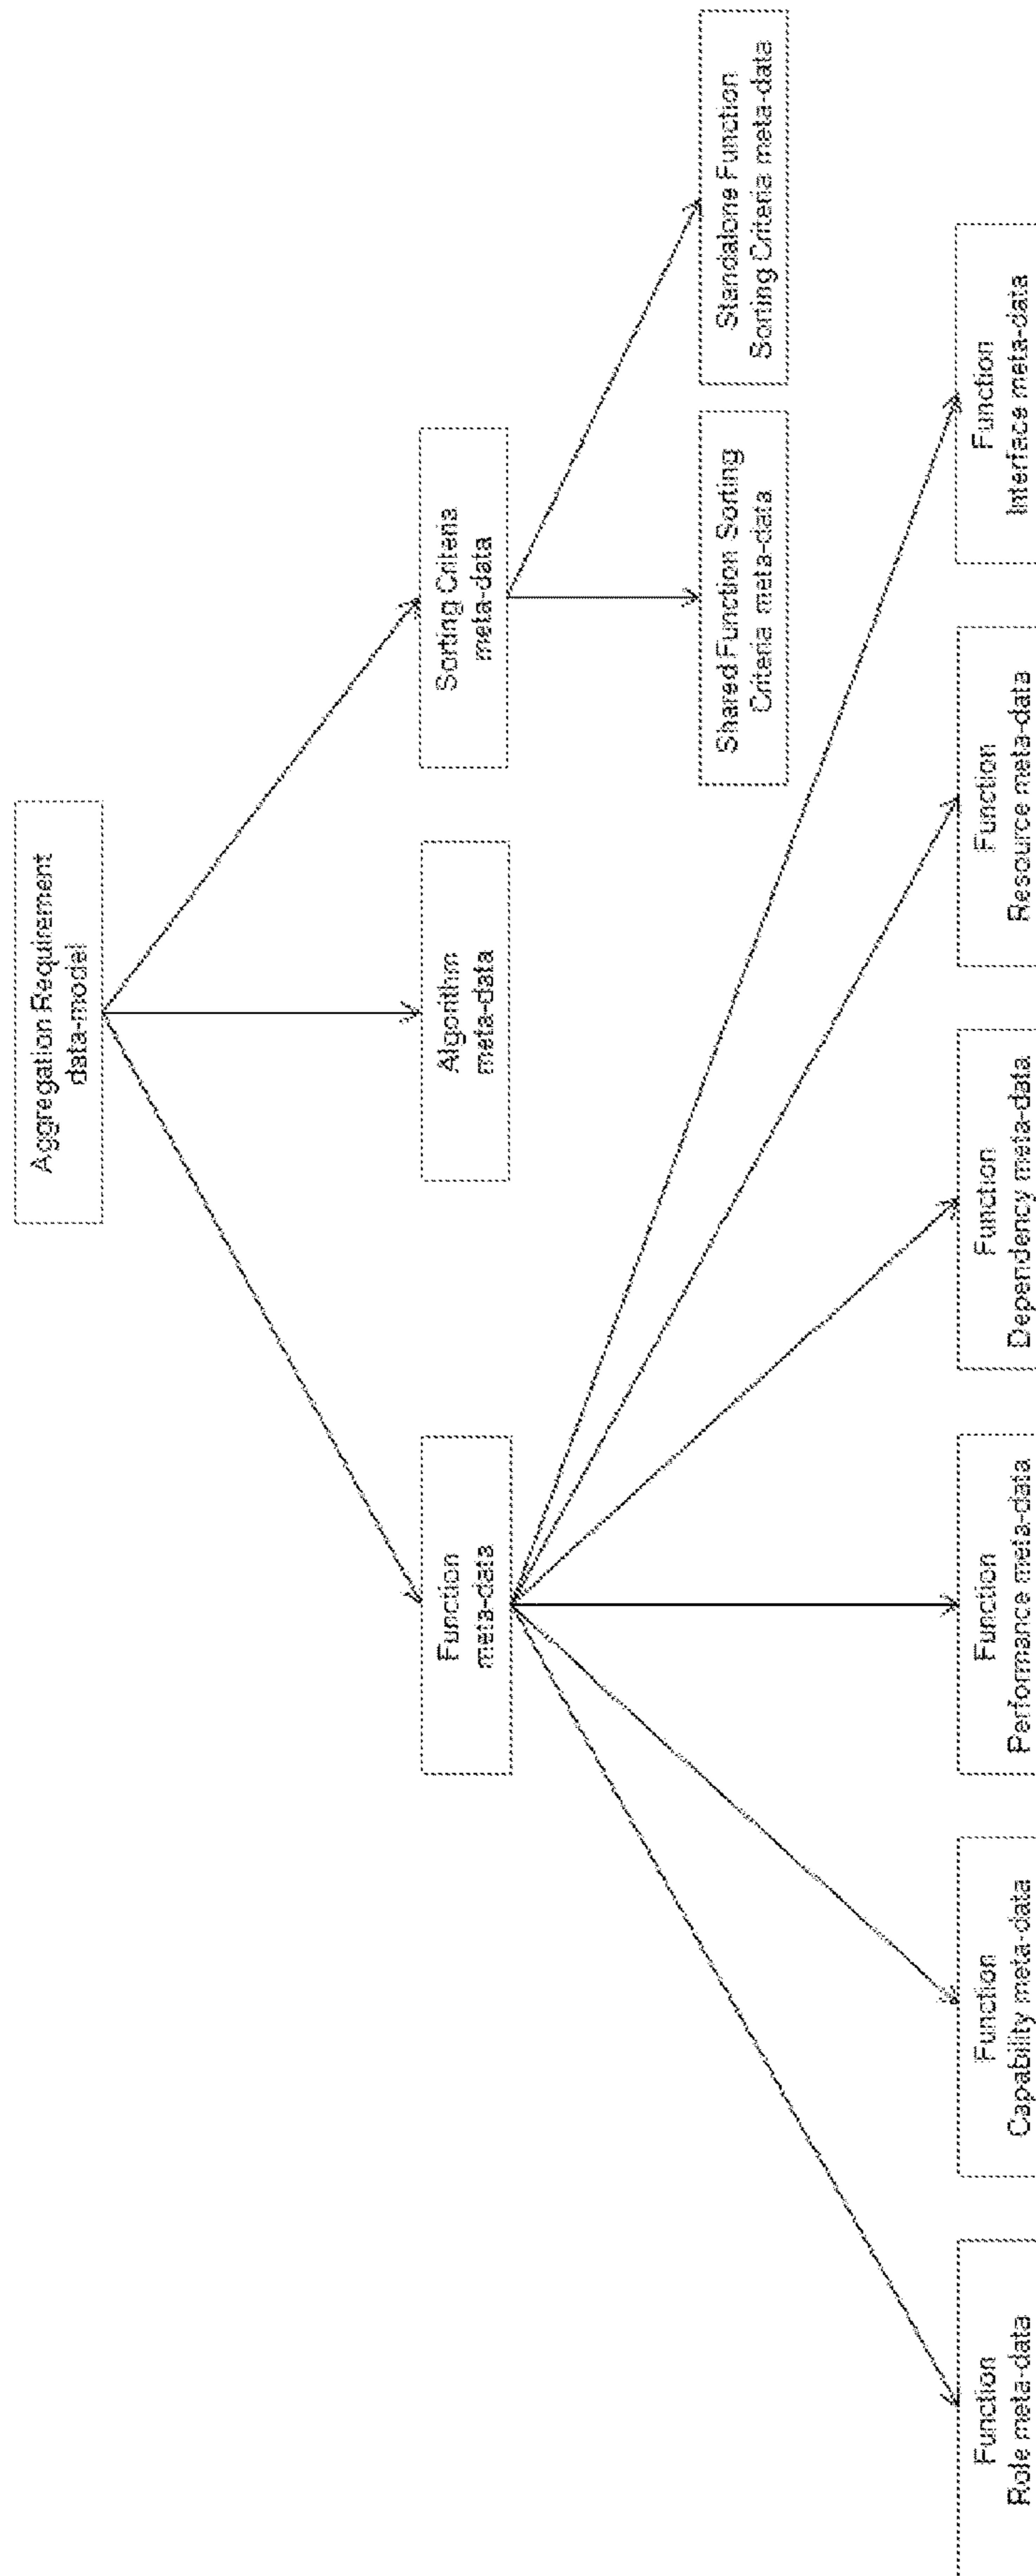 Aggregation Requirement
data-model
Function
meta-data
Algorithm
meta-data
Sorting Criteria
meta-data
Shared Function Sorting
Criteria meta-data
Standalone Function
Sorting Criteria meta-data
Function
Role meta-data
Function
Capability meta-data
Function
Performance meta-data
Function
Dependency meta-data
Function
Resource meta-data
Function
Interface meta-data